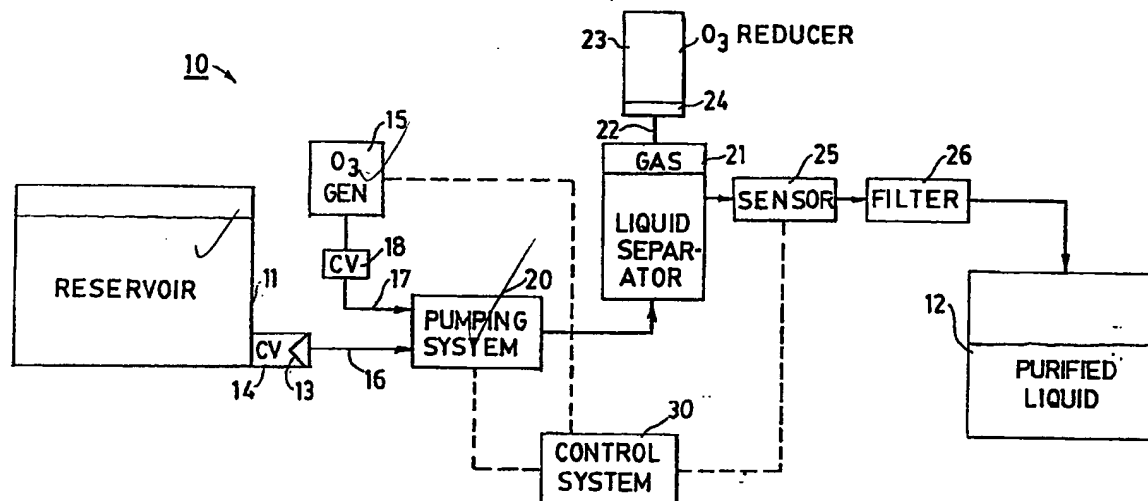 10
23
O3 REDUCER
24
22
15
O3
GEN
18
CV
17
GAS
21
LIQUID
SEPAR-
ATOR
25
SENSOR
26
FILTER
RESERVOIR
11
CV
14
13
16
20
PUMPING
SYSTEM
30
CONTROL
SYSTEM
12
PURIFIED
LIQUID